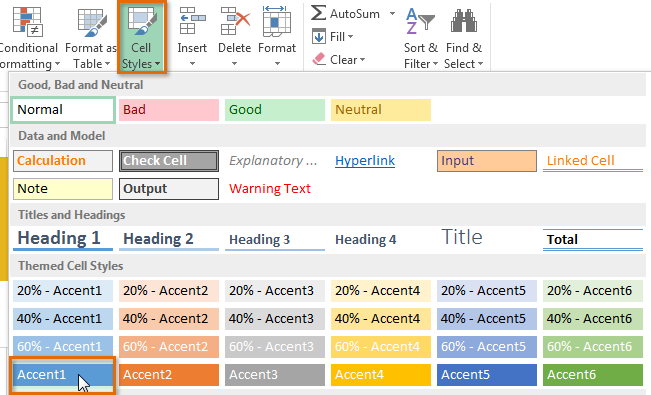 Conditional Formatting
Format as Table
Cell Styles
Insert
Delete
Format
AutoSum
Fill
Clear
Sort & Filter
Find & Select
Good, Bad and Neutral
Normal Bad Good Neutral
Data and Model
Calculation Check Cell Explanatory ... Hyperlink Input Linked Cell
Note Output Warning Text
Titles and Headings
Heading 1 Heading 2 Heading 3 Heading 4 Title Total
Themed Cell Styles
20% - Accent1 20% - Accent2 20% - Accent3 20% - Accent4 20% - Accent5 20% - Accent6
40% - Accent1 40% - Accent2 40% - Accent3 40% - Accent4 40% - Accent5 40% - Accent6
60% - Accent1 60% - Accent2 60% - Accent3 60% - Accent4 60% - Accent5 60% - Accent6
Accent1 Accent2 Accent3 Accent4 Accent5 Accent6